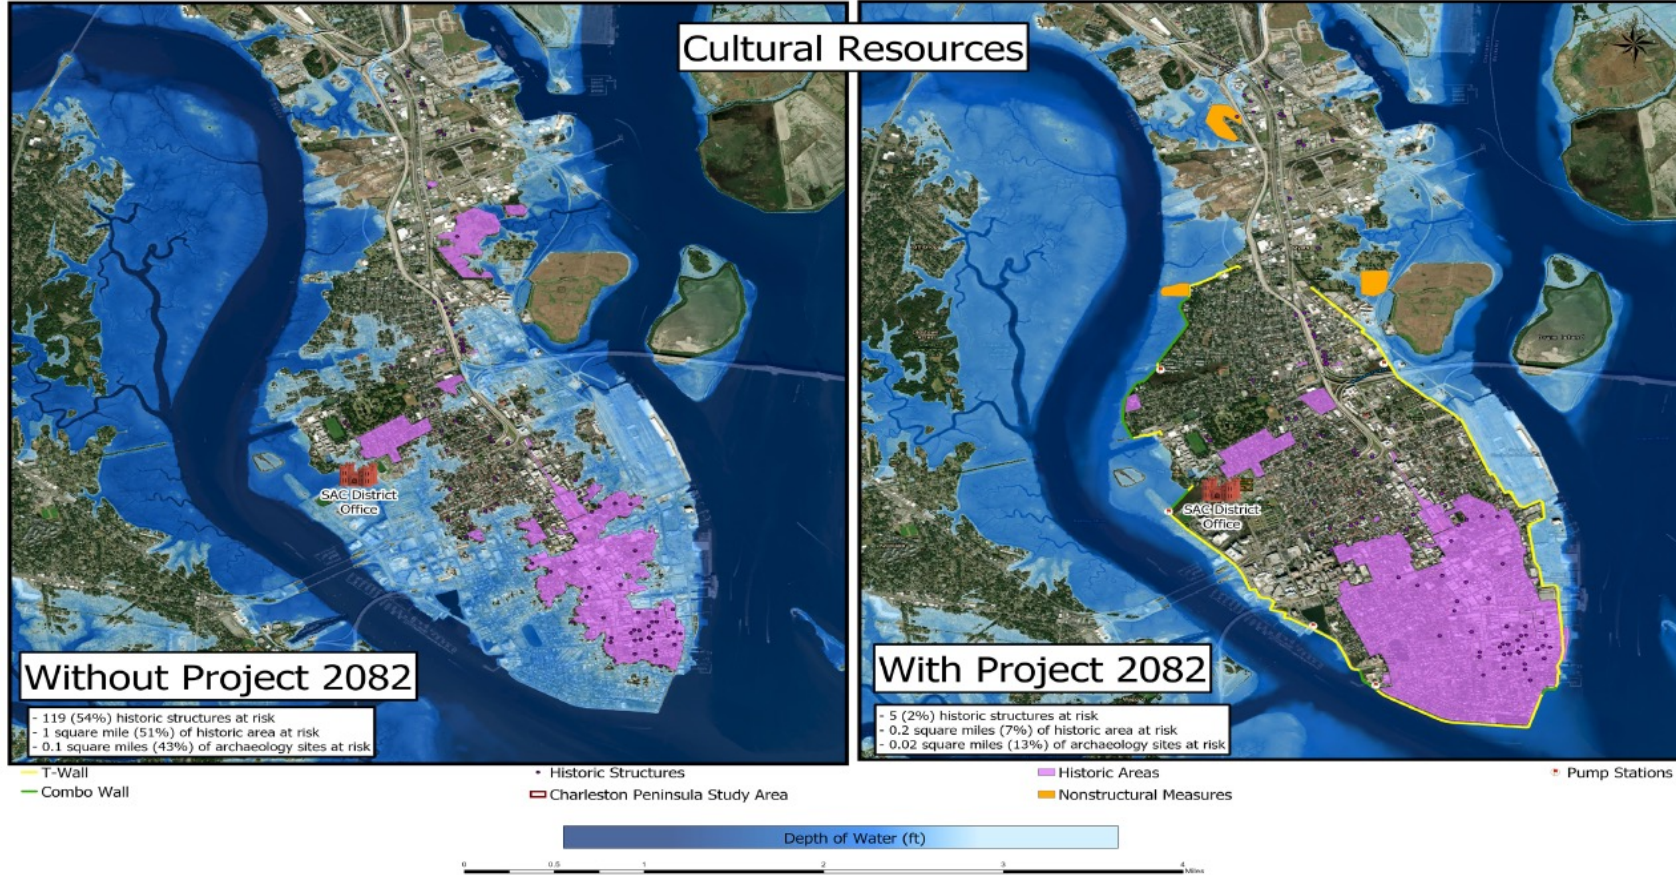 Cultural Resources
SAC District
Office
SAC District
Office
Without Project 2082
- 119 (54%) historic structures at risk
- 1 square mile (51%) of historic area at risk
- 0.1 square miles (43%) of archaeology sites at risk
With Project 2082
- 5 (2%) historic structures at risk
- 0.2 square miles (7%) of historic area at risk
- 0.02 square miles (13%) of archaeology sites at risk
T-Wall
Combo Wall
Historic Structures
Charleston Peninsula Study Area
Historic Areas
Nonstructural Measures
Pump Stations
Depth of Water (ft)
0 0.5 1 2 3 4
Miles